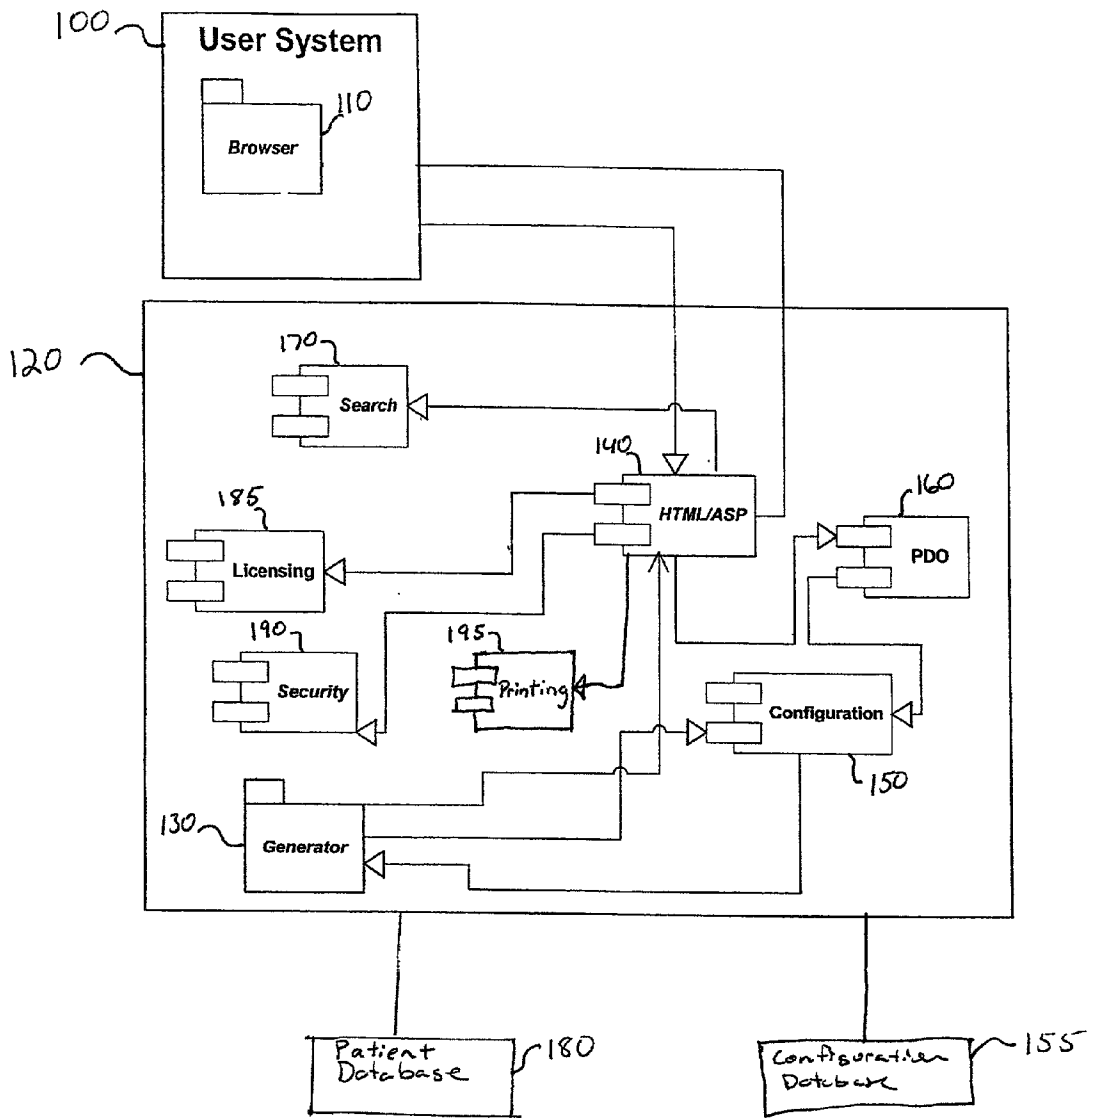 100
User System
110
Browser
120
170
Search
140
HTML/ASP
160
PDO
185
Licensing
190
Security
195
Printing
Configuration
150
130
Generator
Patient
Database
180
Configuration
Database
155